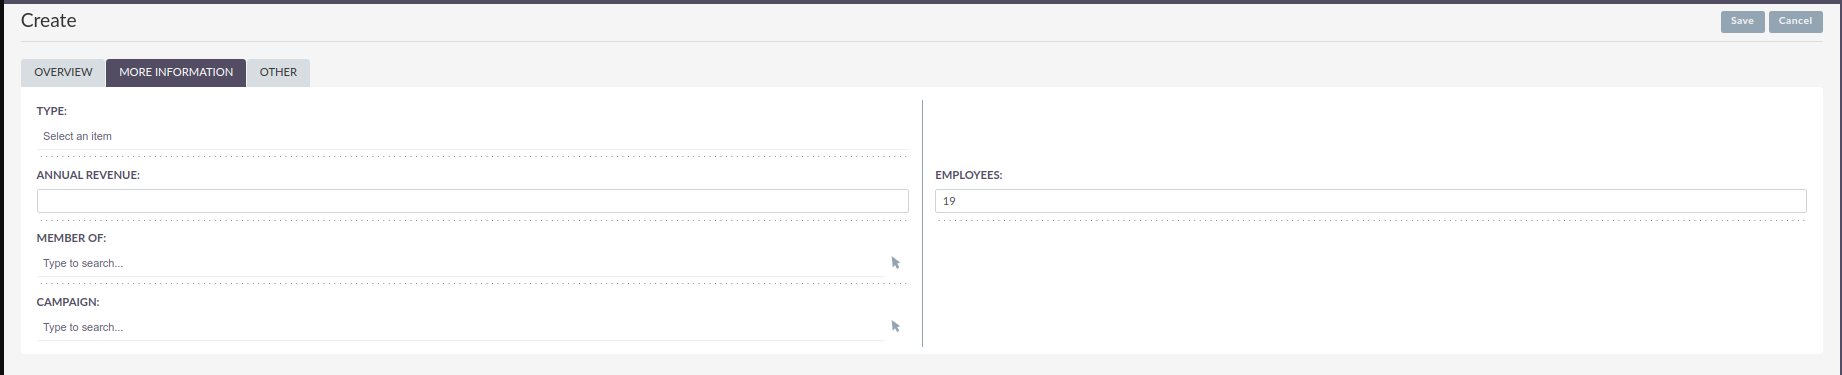 Create
Save Cancel
OVERVIEW MORE INFORMATION OTHER
TYPE:
Select an item
ANNUAL REVENUE:
EMPLOYEES:
19
MEMBER OF:
Type to search...
CAMPAIGN:
Type to search...